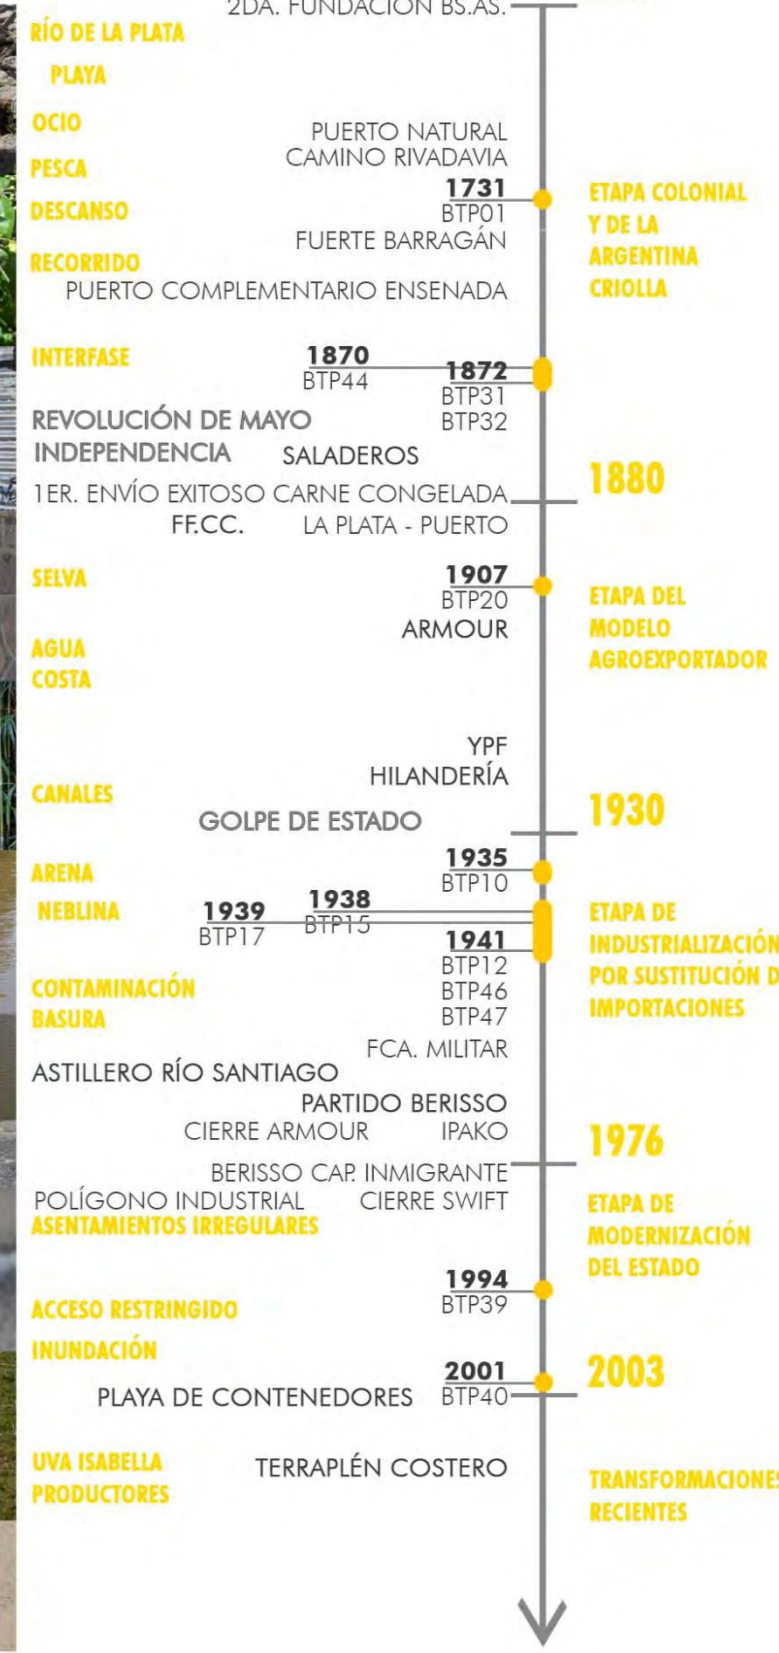 2DA. FUNDACIÓN BS.AS.
RÍO DE LA PLATA
PLAYA
OCIO
PUERTO NATURAL
CAMINO RIVADAVIA
PESCA
1731
BTP01
ETAPA COLONIAL
Y DE LA
ARGENTINA
CRIOLLA
DESCANSO
FUERTE BARRAGÁN
RECORRIDO
PUERTO COMPLEMENTARIO ENSENADA
INTERFASE
1870
BTP44
1872
BTP31
BTP32
REVOLUCIÓN DE MAYO
INDEPENDENCIA
SALADEROS
1880
1ER. ENVÍO EXITOSO CARNE CONGELADA
FF.CC.
LA PLATA - PUERTO
SELVA
1907
BTP20
ARMOUR
ETAPA DEL
MODELO
AGROEXPORTADOR
AGUA
COSTA
YPF
HILANDERÍA
CANALES
1930
GOLPE DE ESTADO
1935
BTP10
ARENA
NEBLINA
1939
BTP17
1938
BTP15
1941
BTP12
BTP46
BTP47
ETAPA DE
INDUSTRIALIZACIÓN
POR SUSTITUCIÓN D
IMPORTACIONES
CONTAMINACIÓN
BASURA
FCA. MILITAR
ASTILLERO RÍO SANTIAGO
PARTIDO BERISSO
CIERRE ARMOUR
IPAKO
1976
BERISSO CAP. INMIGRANTE
POLÍGONO INDUSTRIAL
CIERRE SWIFT
ASENTAMIENTOS IRREGULARES
ETAPA DE
MODERNIZACIÓN
DEL ESTADO
1994
BTP39
ACCESO RESTRINGIDO
INUNDACIÓN
2001
BTP40
2003
PLAYA DE CONTENEDORES
UVA ISABELLA
PRODUCTORES
TERRAPLÉN COSTERO
TRANSFORMACIONES
RECIENTES